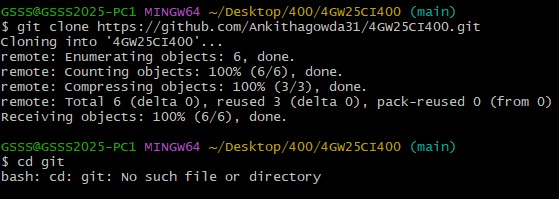 GSSS@GSSS2025-PC1 MINGW64 ~/Desktop/400/4GW25CI400 (main)
$ git clone https://github.com/Ankithagowda31/4GW25CI400.git
Cloning into '4GW25CI400'...
remote: Enumerating objects: 6, done.
remote: Counting objects: 100% (6/6), done.
remote: Compressing objects: 100% (3/3), done.
remote: Total 6 (delta 0), reused 3 (delta 0), pack-reused 0 (from 0)
Receiving objects: 100% (6/6), done.
GSSS@GSSS2025-PC1 MINGW64 ~/Desktop/400/4GW25CI400 (main)
$ cd git
bash: cd: git: No such file or directory